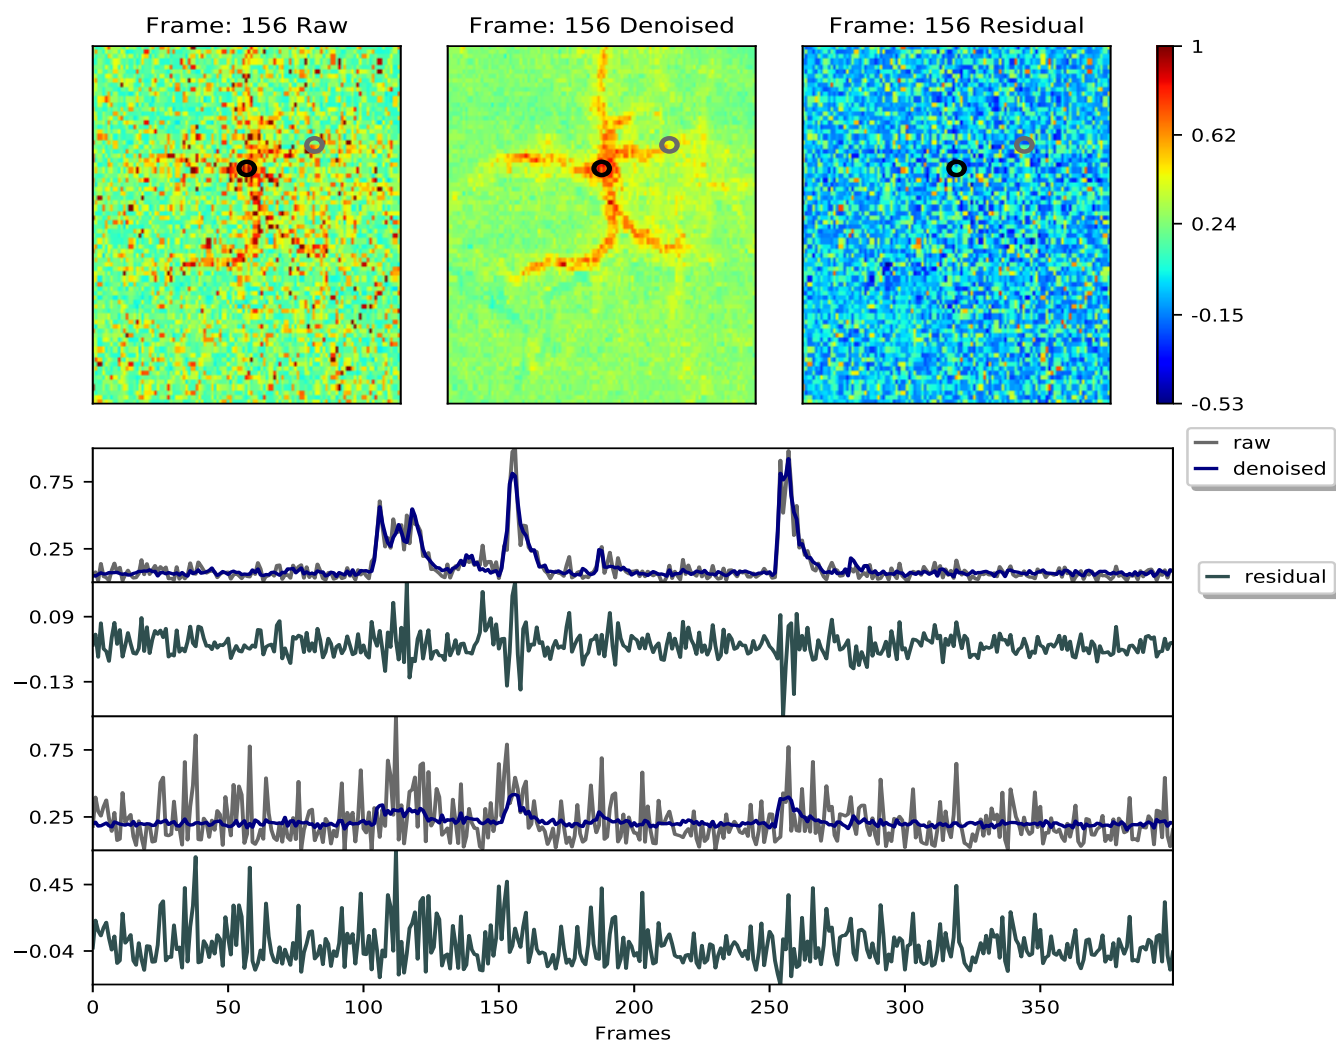 Frame: 156 Raw
Frame: 156 Denoised
Frame: 156 Residual
1
0.62
0.24
-0.15
-0.53
raw
denoised
0.75
0.25
residual
0.09
−0.13
0.75
0.25
0.45
−0.04
0 50 100 150 200 250 300 350
Frames